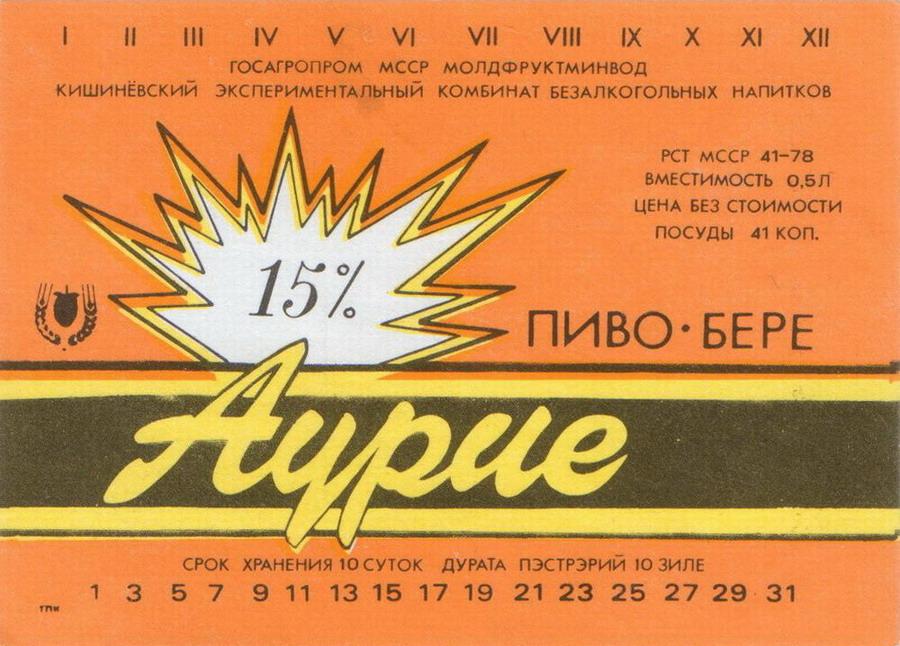 I II III IV V VI VII VIII IX X XI XII
ГОСАГРОПРОМ МССР МОЛДФРУКТМИНВОД
КИШИНЁВСКИЙ ЭКСПЕРИМЕНТАЛЬНЫЙ КОМБИНАТ БЕЗАЛКОГОЛЬНЫХ НАПИТКОВ
РСТ МССР 41-78
ВМЕСТИМОСТЬ 0,5Л
ЦЕНА БЕЗ СТОИМОСТИ
ПОСУДЫ 41 КОП.
15%
ПИВО·БЕРЕ
Аурие
СРОК ХРАНЕНИЯ 10 СУТОК ДУРАТА ПЭСТРЭРИЙ 10 ЗИЛЕ
1 3 5 7 9 11 13 15 17 19 21 23 25 27 29 31